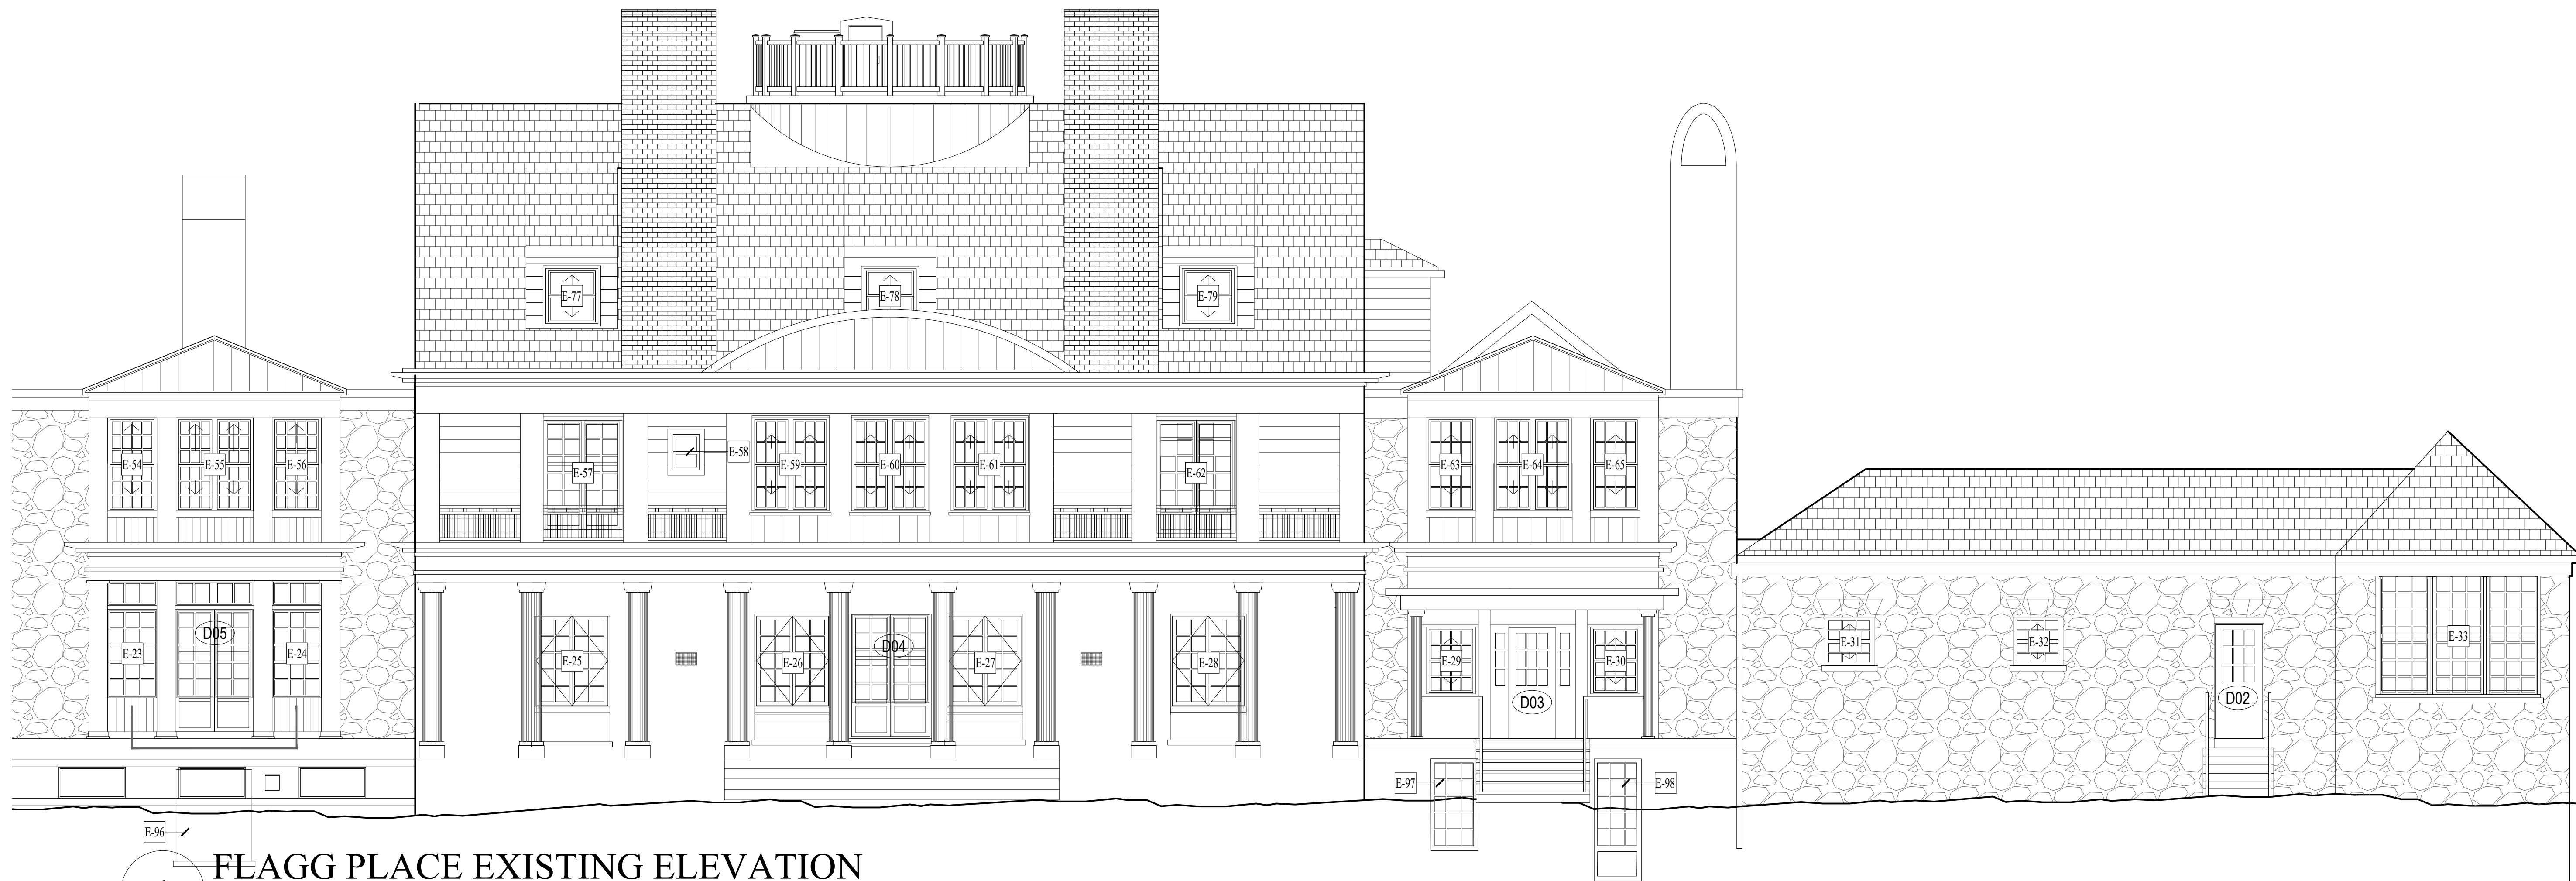 E-77
E-78
E-79
E-54
E-55
E-56
E-57
E-58
E-59
E-60
E-61
E-62
E-63
E-64
E-65
E-23
D05
E-24
E-25
E-26
D04
E-27
E-28
E-29
D03
E-30
E-31
E-32
D02
E-33
E-97
E-98
E-96
FLAGG PLACE EXISTING ELEVATION